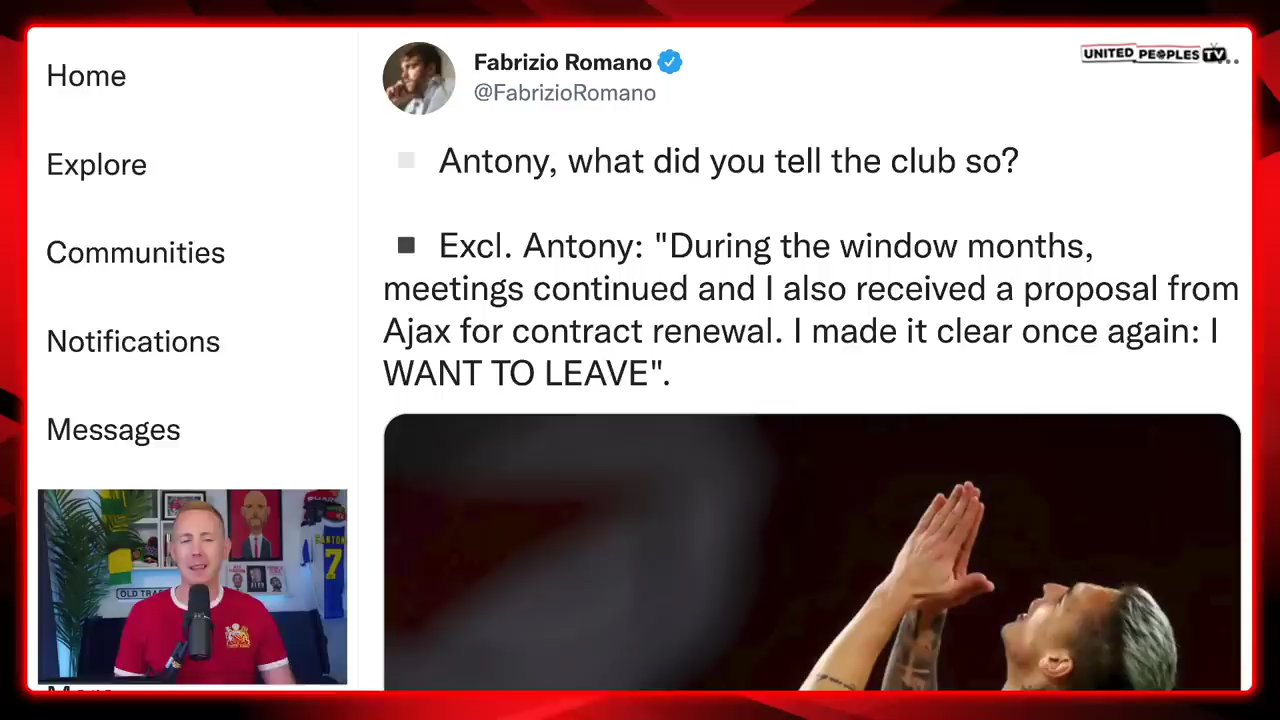 Home
Explore
Communities
Notifications
Messages
Fabrizio Romano
@FabrizioRomano
UNITED PEOPLES TV
Antony, what did you tell the club so?
Excl. Antony: "During the window months,
meetings continued and I also received a proposal from
Ajax for contract renewal. I made it clear once again: I
WANT TO LEAVE".
OLD TRA
7